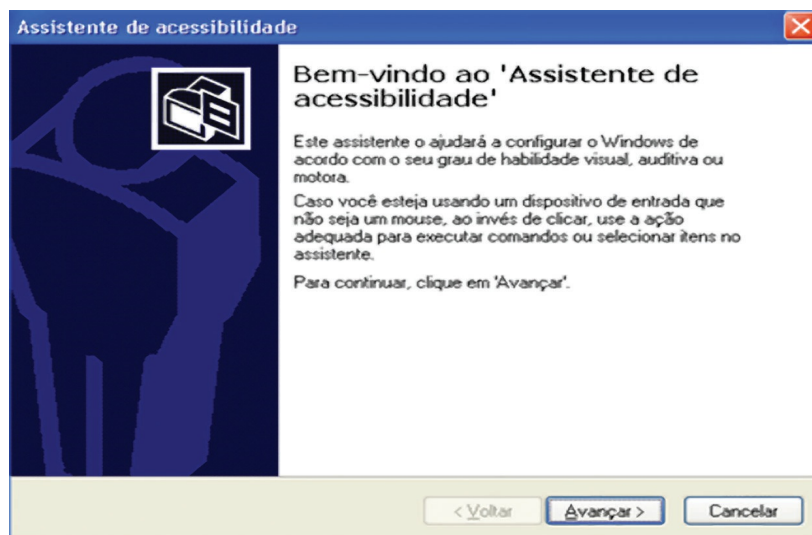 Assistente de acessibilidade
Bem-vindo ao 'Assistente de
acessibilidade'
Este assistente o ajudará a configurar o Windows de
acordo com o seu grau de habilidade visual, auditiva ou
motora.
Caso você esteja usando um dispositivo de entrada que
não seja um mouse, ao invés de clicar, use a ação
adequada para executar comandos ou selecionar itens no
assistente.
Para continuar, clique em 'Avançar'.
< Voltar Avançar > Cancelar